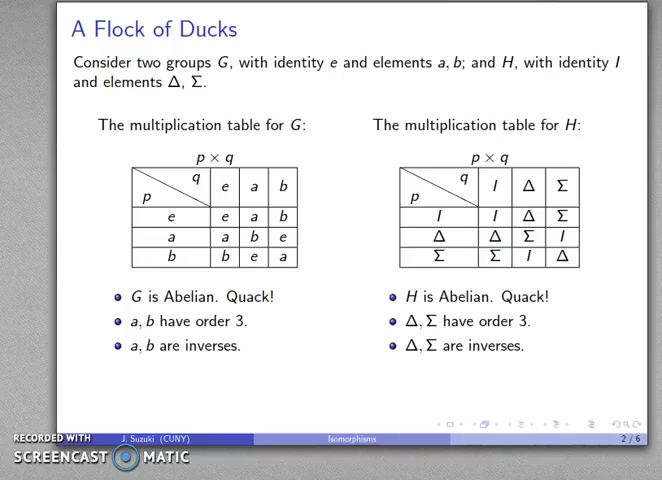 A Flock of Ducks
Consider two groups G, with identity e and elements a, b; and H, with identity I
and elements Δ, Σ.
The multiplication table for G:
p × q
q
p
e a b
e e a b
a a b e
b b e a
G is Abelian. Quack!
a, b have order 3.
a, b are inverses.
The multiplication table for H:
p × q
q
p
I Δ Σ
I I Δ Σ
Δ Δ Σ I
Σ Σ I Δ
H is Abelian. Quack!
Δ, Σ have order 3.
Δ, Σ are inverses.
RECORDED WITH
SCREENCAST MATIC
J. Suzuki (CUNY) Isomorphisms 2 / 6